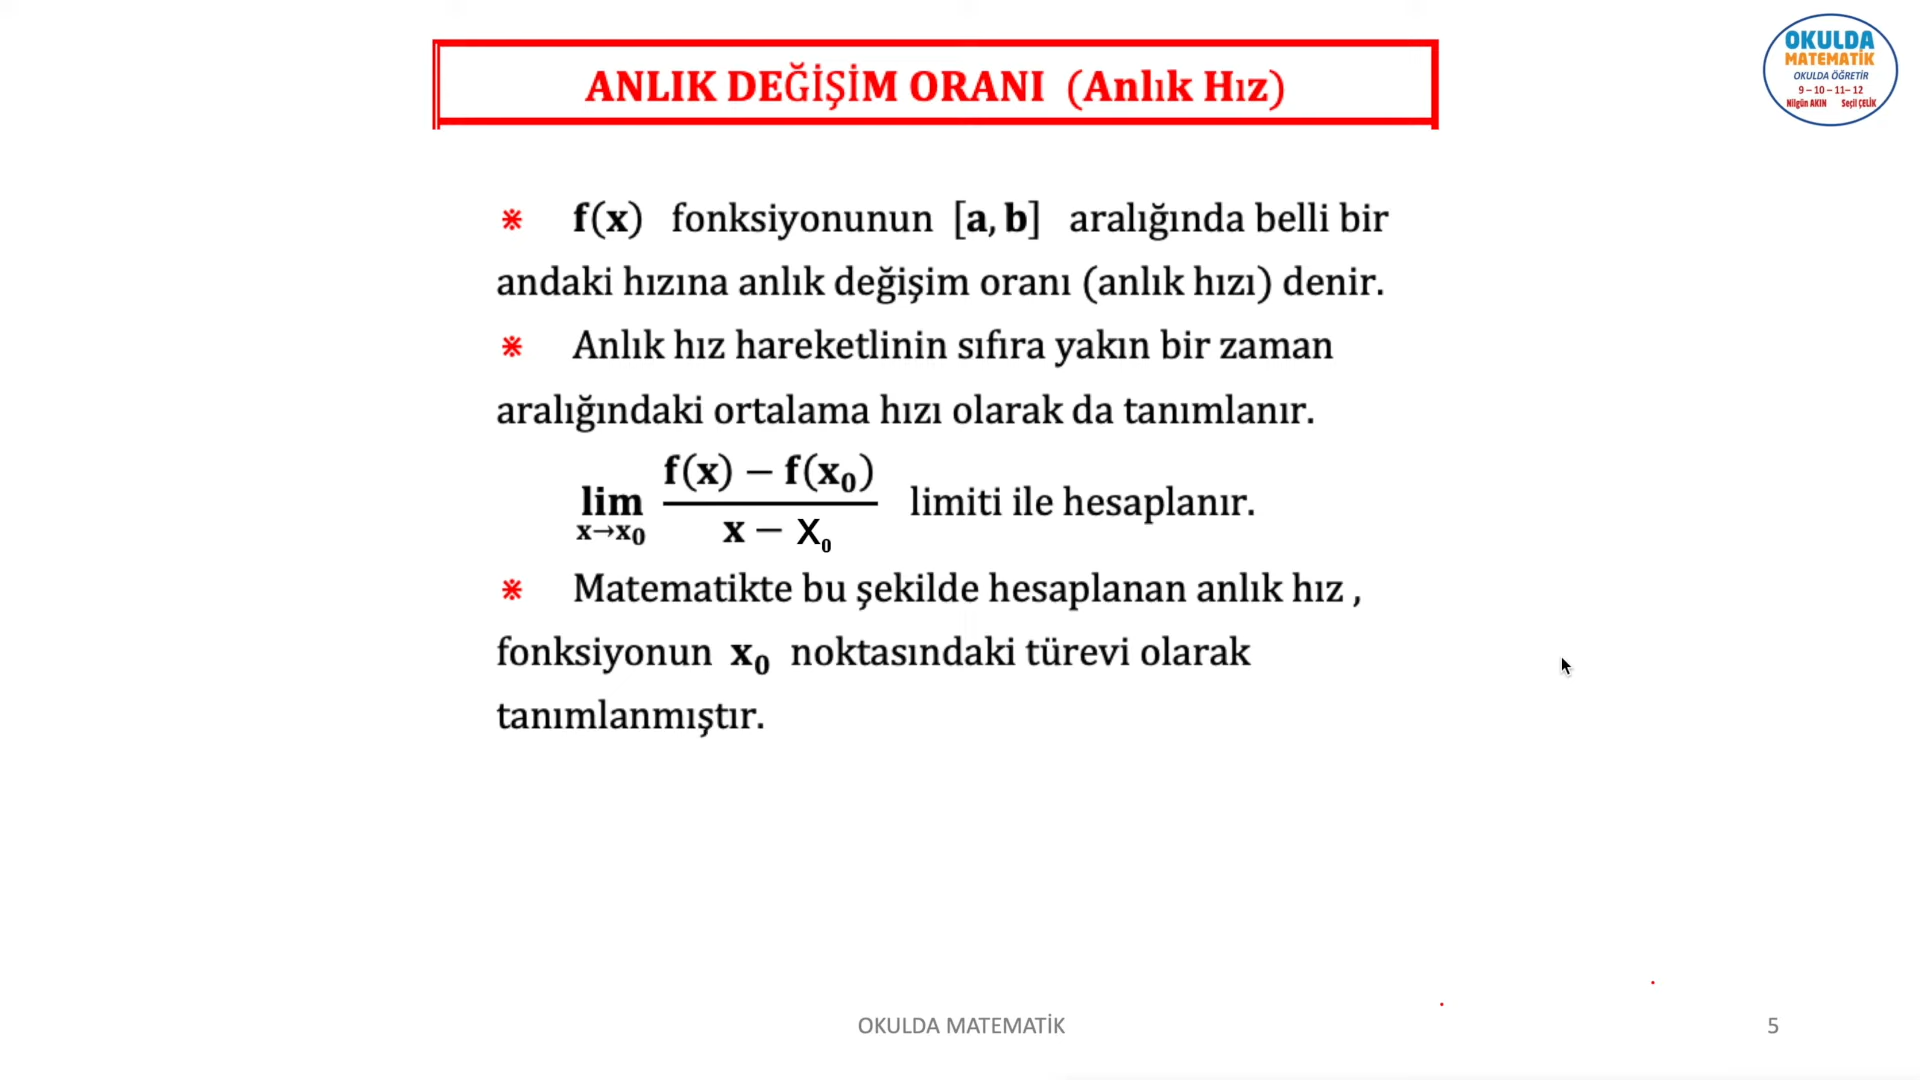 ANLIK DEĞİŞİM ORANI (Anlık Hız)
OKULDA
MATEMATİK
OKULDA ÖĞRETİR
9 – 10 – 11– 12
Nilgün AKIN Seçil ÇELİK
※ f(x) fonksiyonunun [a, b] aralığında belli bir
andaki hızına anlık değişim oranı (anlık hızı) denir.
※ Anlık hız hareketlinin sıfıra yakın bir zaman
aralığındaki ortalama hızı olarak da tanımlanır.
f(x) − f(x₀)
lim limiti ile hesaplanır.
x→x₀ x − X₀
※ Matematikte bu şekilde hesaplanan anlık hız ,
fonksiyonun x₀ noktasındaki türevi olarak
tanımlanmıştır.
OKULDA MATEMATİK
5